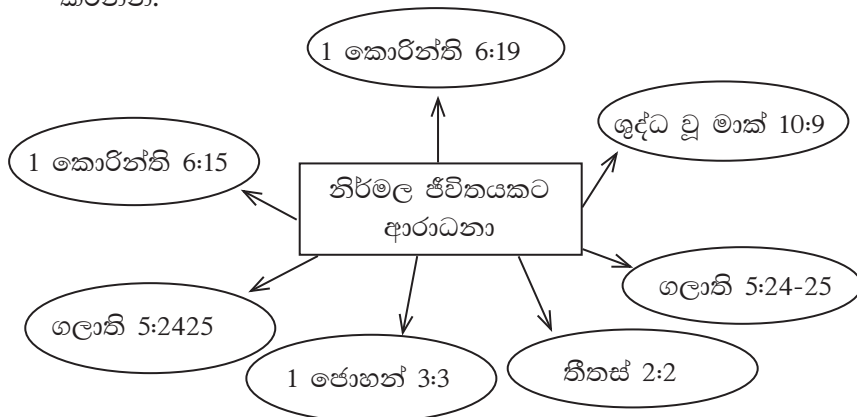 1 කොරින්ති 6:19
ශුද්ධ වූ මාක් 10:9
1 කොරින්ති 6:15
නිර්මල ජීවිතයකට
ආරාධනා
ගලාති 5:24-25
ගලාති 5:2425
1 ජොහන් 3:3
තීතස් 2:2